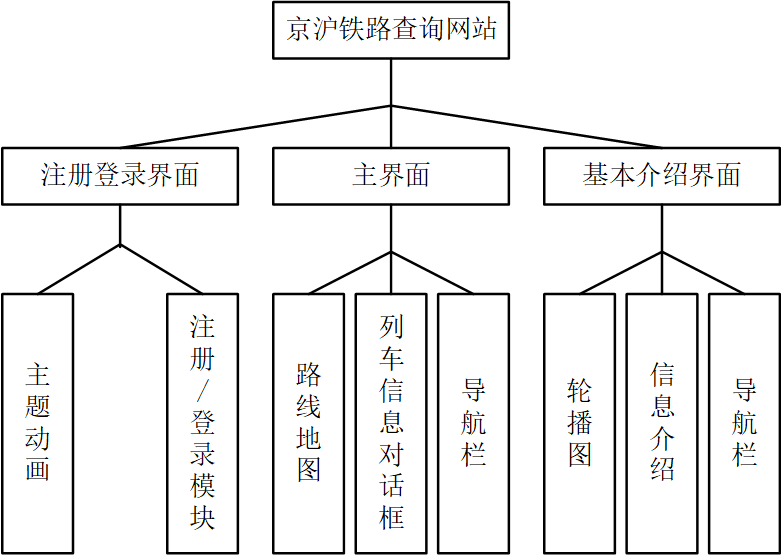 京沪铁路查询网站
注册登录界面
主界面
基本介绍界面
主题动画
注册/登录模块
路线地图
列车信息对话框
导航栏
轮播图
信息介绍
导航栏